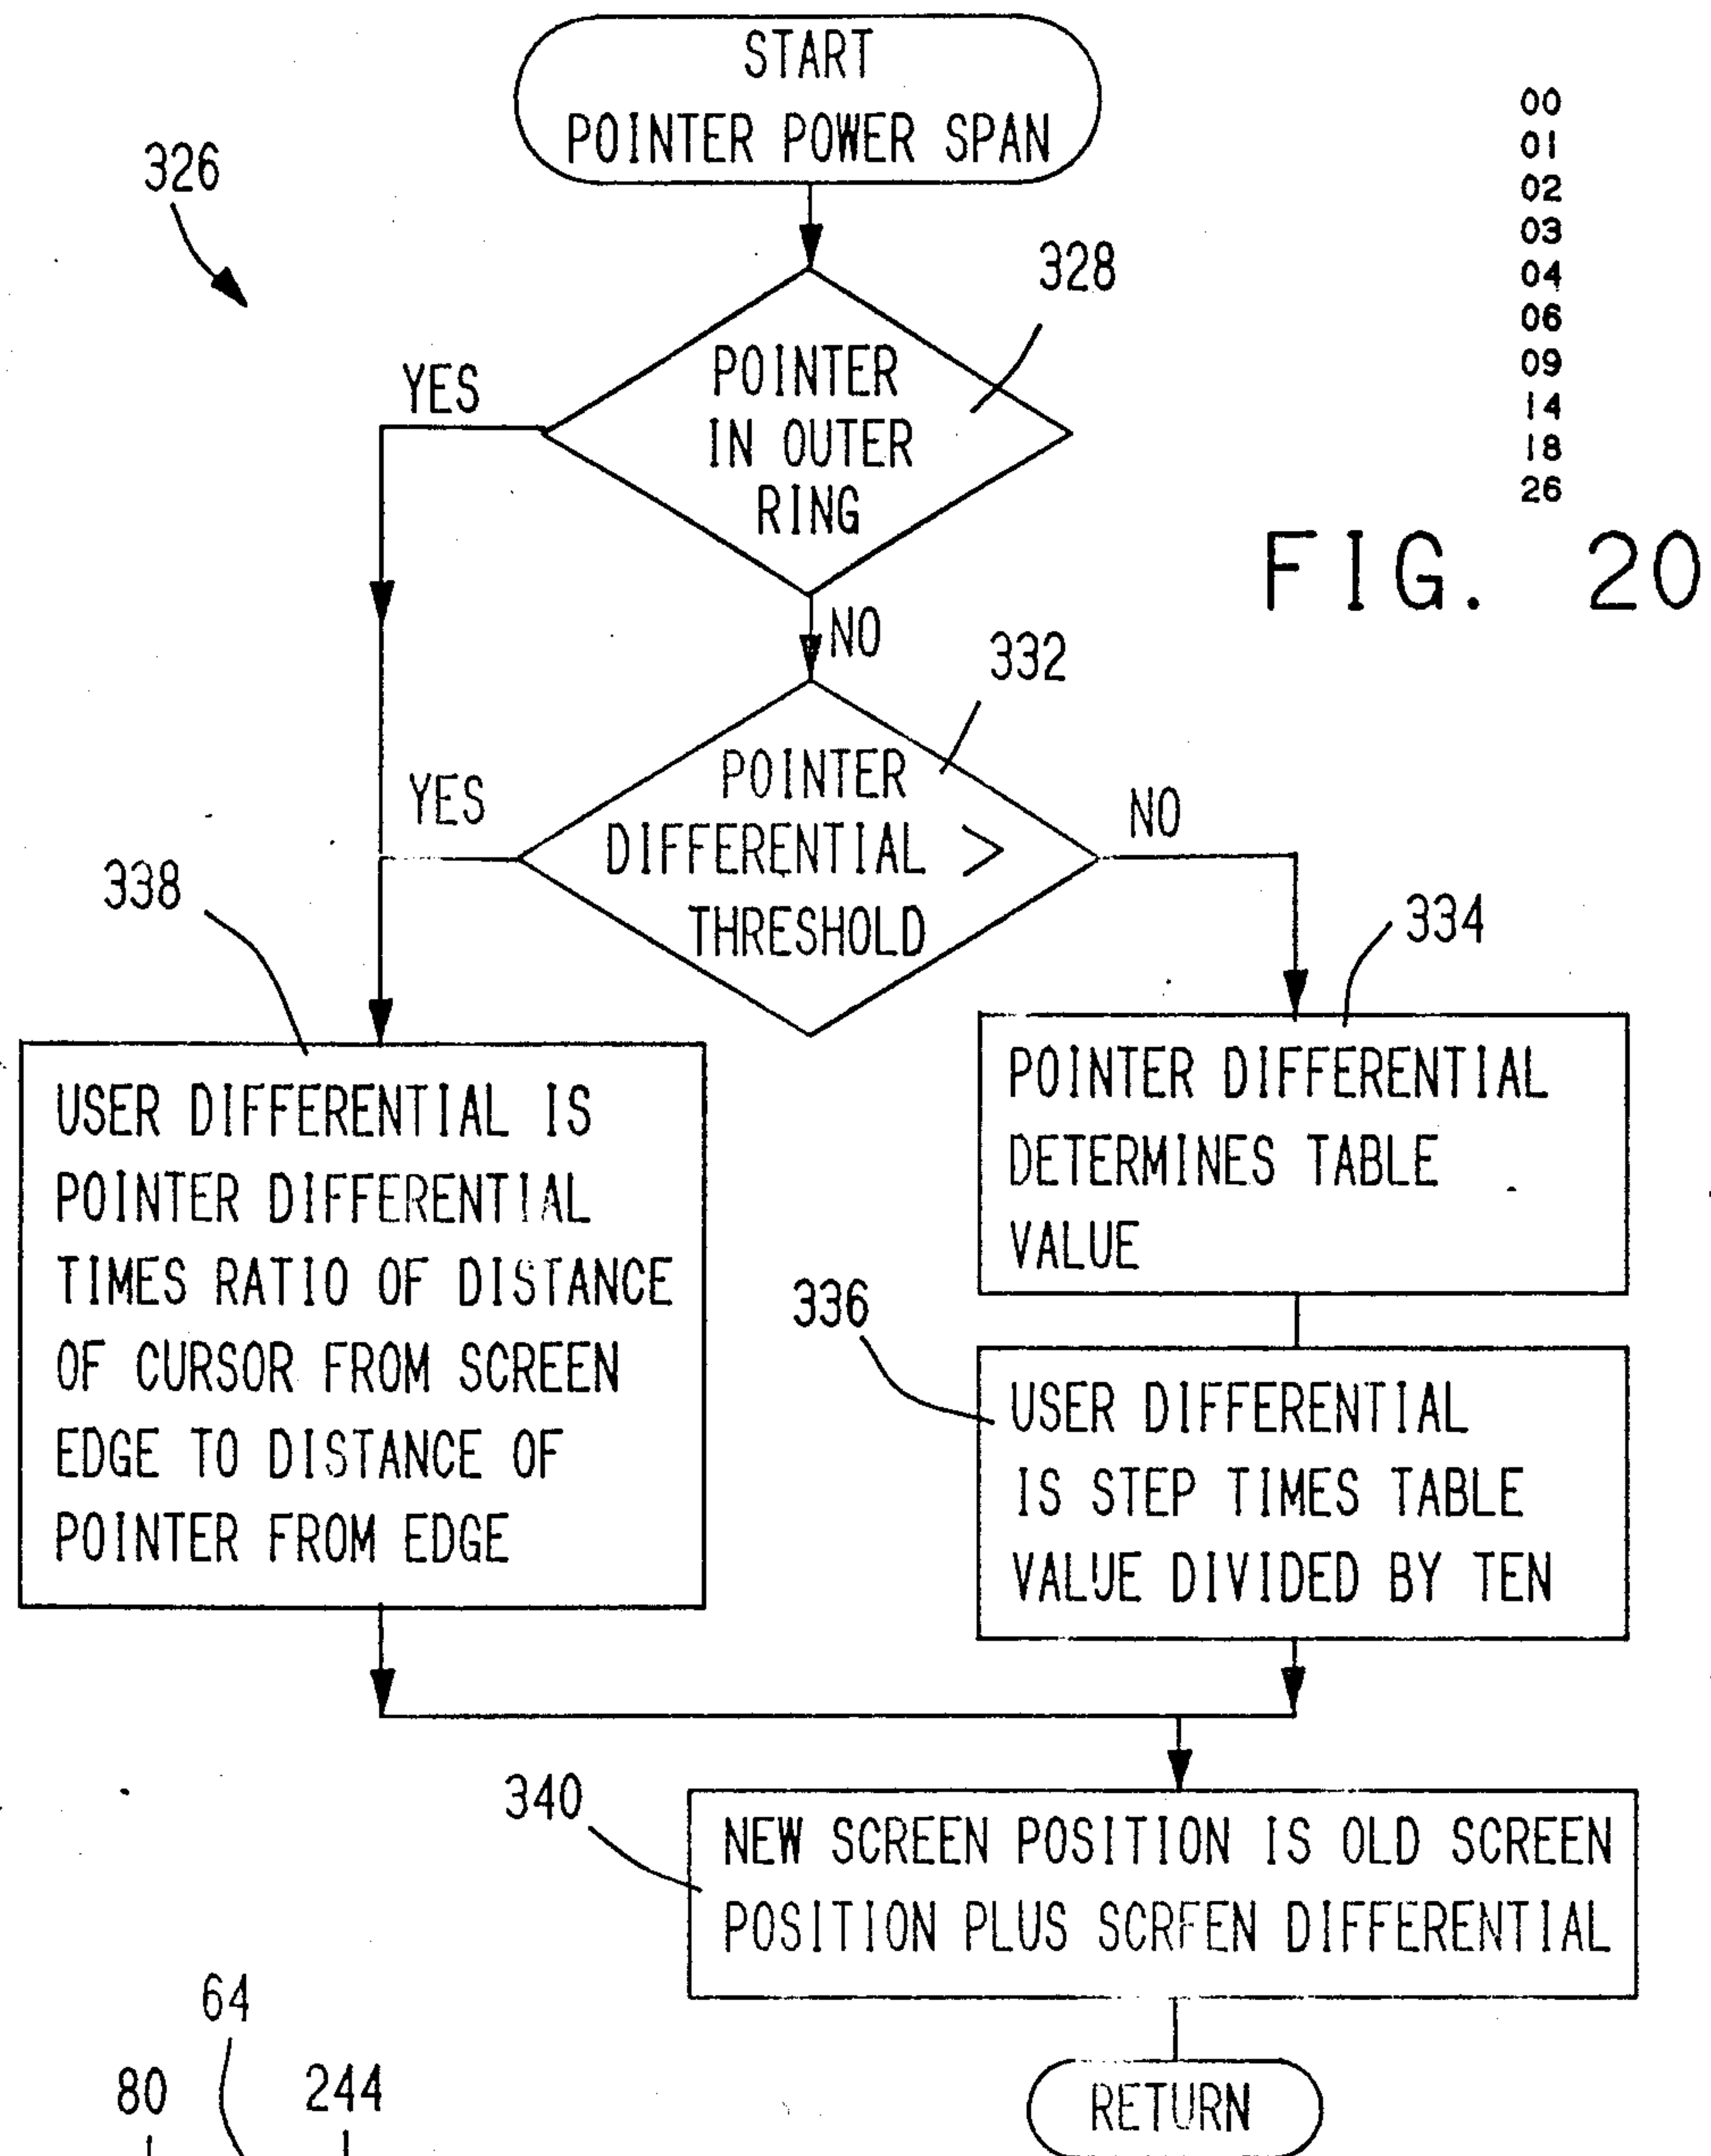 START
POINTER POWER SPAN
326
328
POINTER
IN OUTER
RING
YES
NO
00
01
02
03
04
06
09
14
18
26
FIG. 20
332
POINTER
DIFFERENTIAL >
THRESHOLD
YES
NO
338
334
USER DIFFERENTIAL IS
POINTER DIFFERENTIAL
TIMES RATIO OF DISTANCE
OF CURSOR FROM SCREEN
EDGE TO DISTANCE OF
POINTER FROM EDGE
POINTER DIFFERENTIAL
DETERMINES TABLE
VALUE
336
USER DIFFERENTIAL
IS STEP TIMES TABLE
VALUE DIVIDED BY TEN
340
NEW SCREEN POSITION IS OLD SCREEN
POSITION PLUS SCREEN DIFFERENTIAL
RETURN
64
80
244